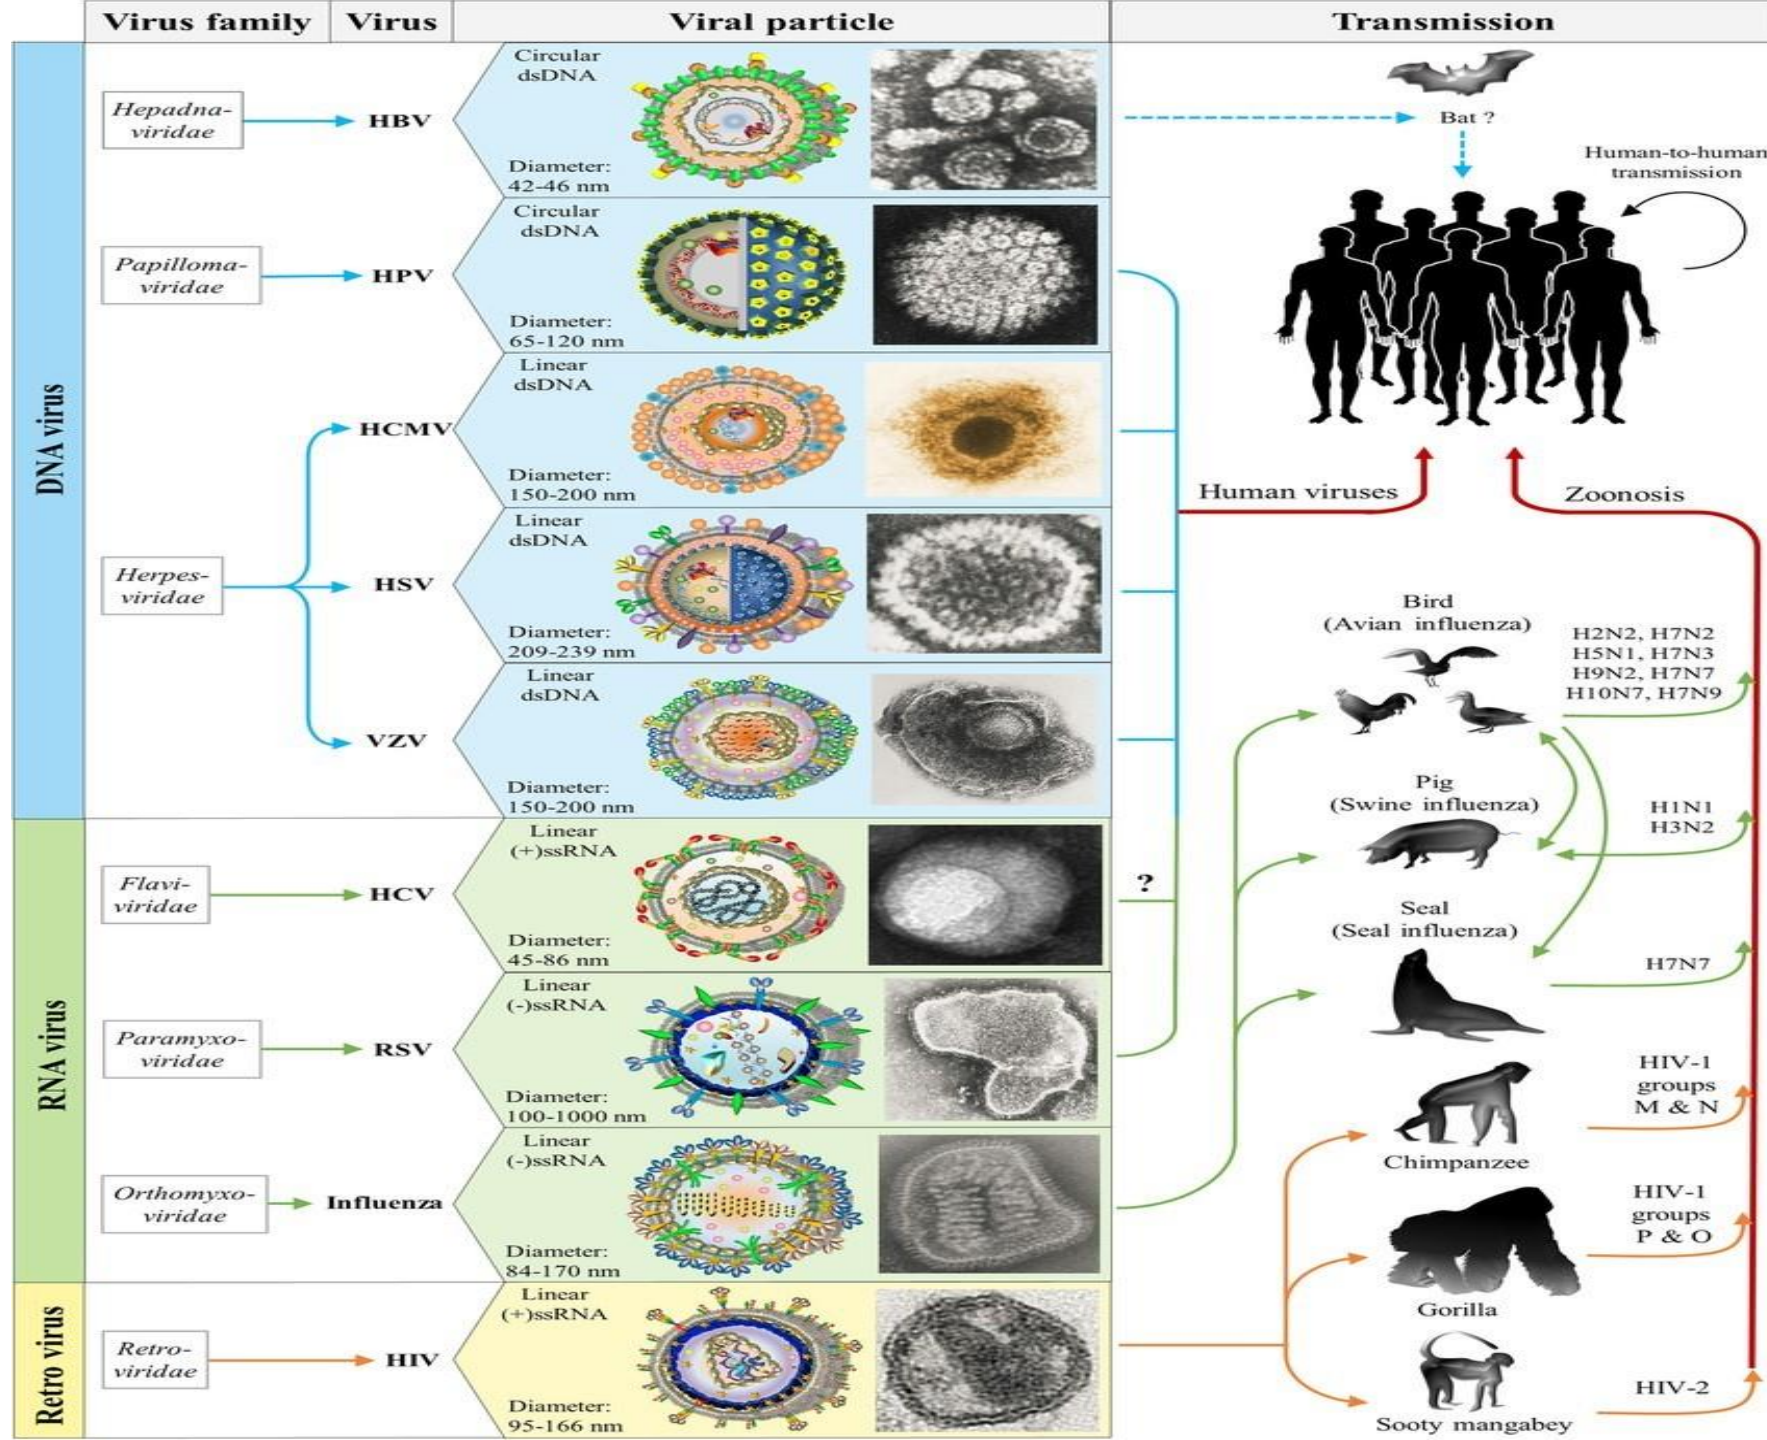 Virus family
Virus
Viral particle
Transmission
DNA virus
Hepadna-
viridae
HBV
Circular
dsDNA
Diameter:
42-46 nm
Papilloma-
viridae
HPV
Circular
dsDNA
Diameter:
65-120 nm
Herpes-
viridae
HCMV
Linear
dsDNA
Diameter:
150-200 nm
HSV
Linear
dsDNA
Diameter:
209-239 nm
VZV
Linear
dsDNA
Diameter:
150-200 nm
RNA virus
Flavi-
viridae
HCV
Linear
(+)ssRNA
Diameter:
45-86 nm
Paramyxo-
viridae
RSV
Linear
(-)ssRNA
Diameter:
100-1000 nm
Orthomyxo-
viridae
Influenza
Linear
(-)ssRNA
Diameter:
84-170 nm
Retro virus
Retro-
viridae
HIV
Linear
(+)ssRNA
Diameter:
95-166 nm
Bat ?
Human-to-human
transmission
Human viruses
Zoonosis
?
Bird
(Avian influenza)
H2N2, H7N2
H5N1, H7N3
H9N2, H7N7
H10N7, H7N9
Pig
(Swine influenza)
H1N1
H3N2
Seal
(Seal influenza)
H7N7
Chimpanzee
HIV-1
groups
M & N
Gorilla
HIV-1
groups
P & O
Sooty mangabey
HIV-2